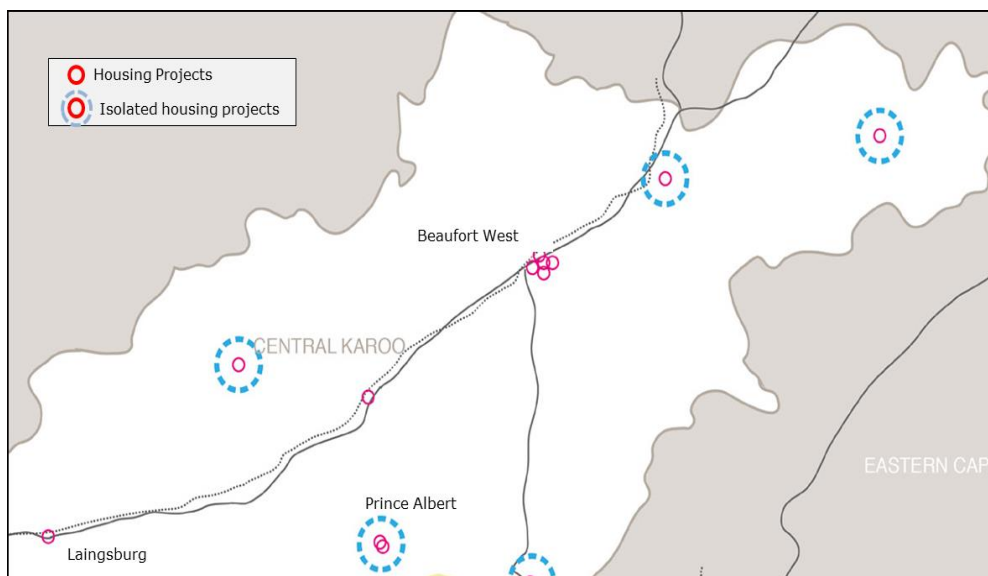 Housing Projects
Isolated housing projects
Beaufort West
CENTRAL KAROO
EASTERN CAP
Prince Albert
Laingsburg